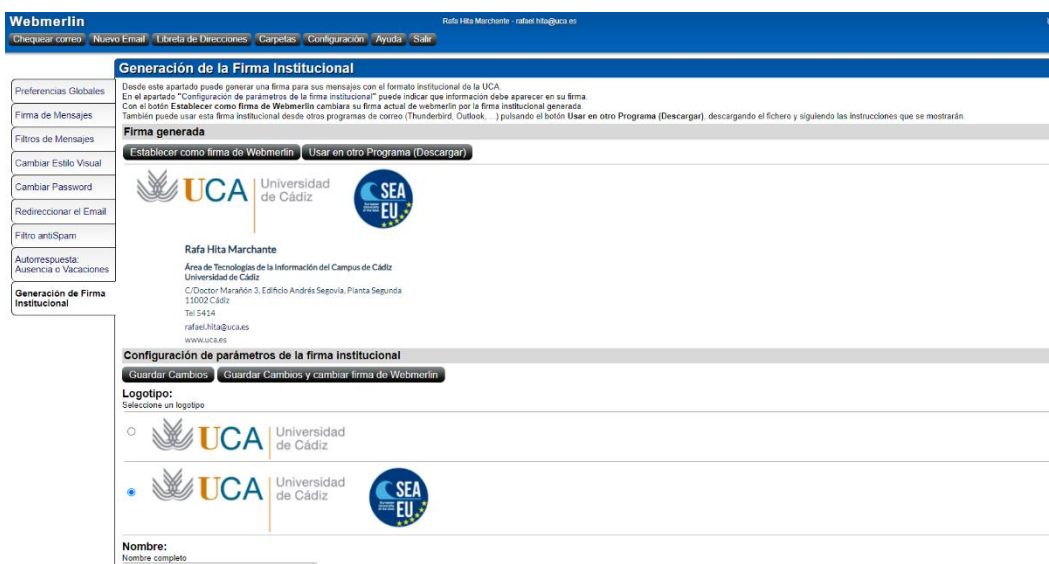 Webmerlin
Rafa Hita Marchante - rafael.hita@uca.es
Chequear correo Nuevo Email Libreta de Direcciones Carpetas Configuración Ayuda Salir
Generación de la Firma Institucional
Preferencias Globales
Firma de Mensajes
Filtros de Mensajes
Cambiar Estilo Visual
Cambiar Password
Redireccionar el Email
Filtro antiSpam
Autorrespuesta:
Ausencia o Vacaciones
Generación de Firma
Institucional
Desde este apartado puede generar una firma para sus mensajes con el formato institucional de la UCA.
En el apartado "Configuración de parámetros de la firma institucional" puede indicar que información debe aparecer en su firma.
Con el botón Establecer como firma de Webmerlin cambiara su firma actual de webmerlin por la firma institucional generada.
También puede usar esta firma institucional desde otros programas de correo (Thunderbird, Outlook, ...) pulsando el botón Usar en otro Programa (Descargar), descargando el fichero y siguiendo las instrucciones que se mostrarán.
Firma generada
Establecer como firma de Webmerlin Usar en otro Programa (Descargar)
UCA Universidad
de Cádiz
SEA
EU
Rafa Hita Marchante
Área de Tecnologías de la Información del Campus de Cádiz
Universidad de Cádiz
C/Doctor Marañón 3, Edificio Andrés Segovia, Planta Segunda
11002 Cádiz
Tel 5414
rafael.hita@uca.es
www.uca.es
Configuración de parámetros de la firma institucional
Guardar Cambios Guardar Cambios y cambiar firma de Webmerlin
Logotipo:
Seleccione un logotipo
UCA Universidad
de Cádiz
UCA Universidad
de Cádiz
SEA
EU
Nombre:
Nombre completo